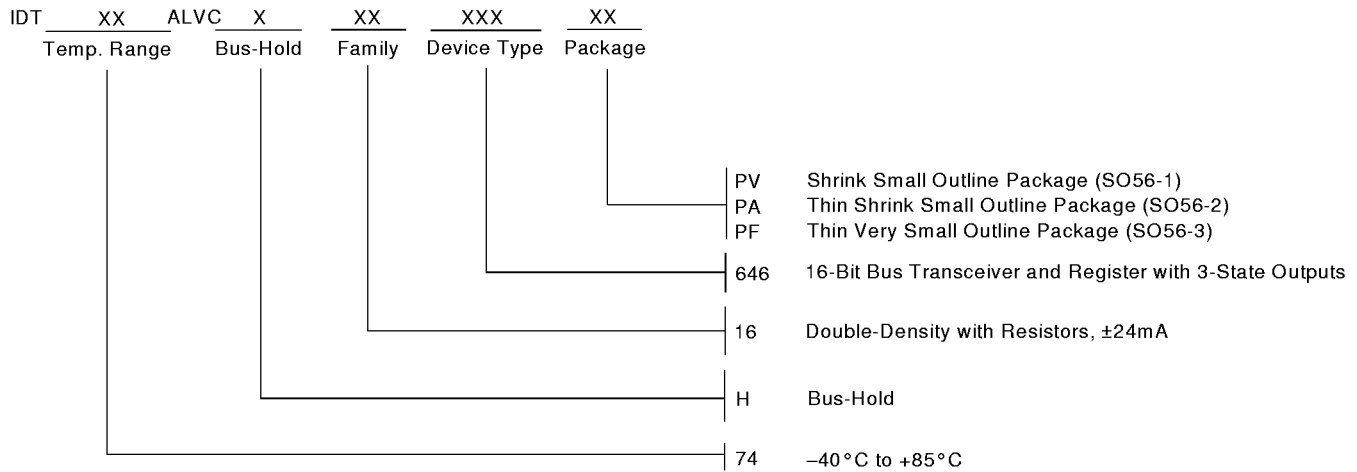 IDT XX ALVC X XX XXX XX
Temp. Range Bus-Hold Family Device Type Package
PV Shrink Small Outline Package (SO56-1)
PA Thin Shrink Small Outline Package (SO56-2)
PF Thin Very Small Outline Package (SO56-3)
646 16-Bit Bus Transceiver and Register with 3-State Outputs
16 Double-Density with Resistors, ±24mA
H Bus-Hold
74 –40°C to +85°C